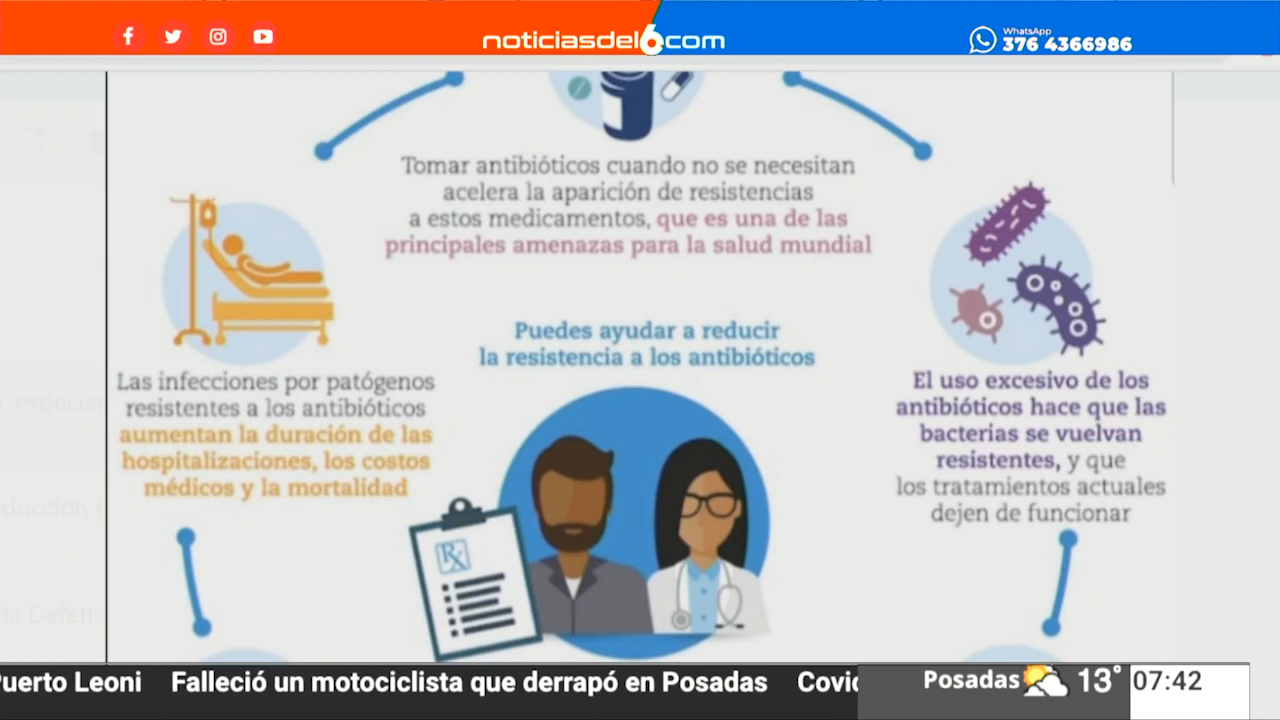 noticiasdel6.com
WhatsApp
376 4366986
Tomar antibióticos cuando no se necesitan
acelera la aparición de resistencias
a estos medicamentos, que es una de las
principales amenazas para la salud mundial
Puedes ayudar a reducir
la resistencia a los antibióticos
Las infecciones por patógenos
resistentes a los antibióticos
aumentan la duración de las
hospitalizaciones, los costos
médicos y la mortalidad
El uso excesivo de los
antibióticos hace que las
bacterias se vuelvan
resistentes, y que
los tratamientos actuales
dejen de funcionar
Rx
Puerto Leoni Falleció un motociclista que derrapó en Posadas Covid
Posadas 13° 07:42